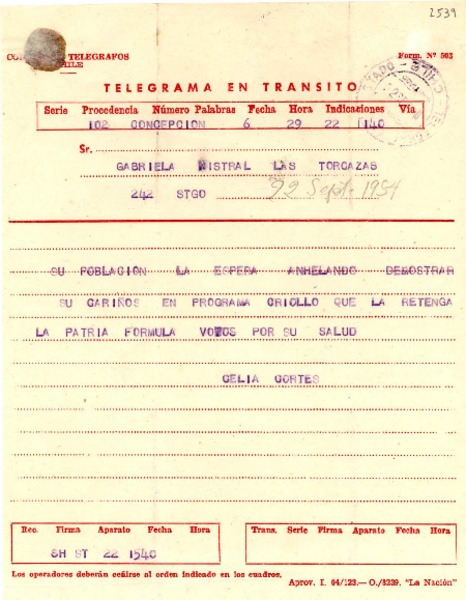 2539
CO TELEGRAFOS
ILE
Form. Nº 503
TELEGRAMA EN TRANSITO
Serie Procedencia Número Palabras Fecha Hora Indicaciones Vía
102 CONCEPCION 6 29 22 1140
Sr.
GABRIELA MISTRAL LAS TORCAZAS
242 STGO 22 Sept. 1954
SU POBLACION LA ESPERA ANHELANDO DEMOSTRAR
SU CARIÑOS EN PROGRAMA CRIOLLO QUE LA RETENGA
LA PATRIA FORMULA VOTOS POR SU SALUD
CELIA CORTES
Rec. Firma Aparato Fecha Hora
SH ST 22 1540
Trans. Serie Firma Aparato Fecha Hora
Los operadores deberán ceñirse al orden indicado en los cuadros.
Aprov. I. 64/123.—O./3239. "La Nación"